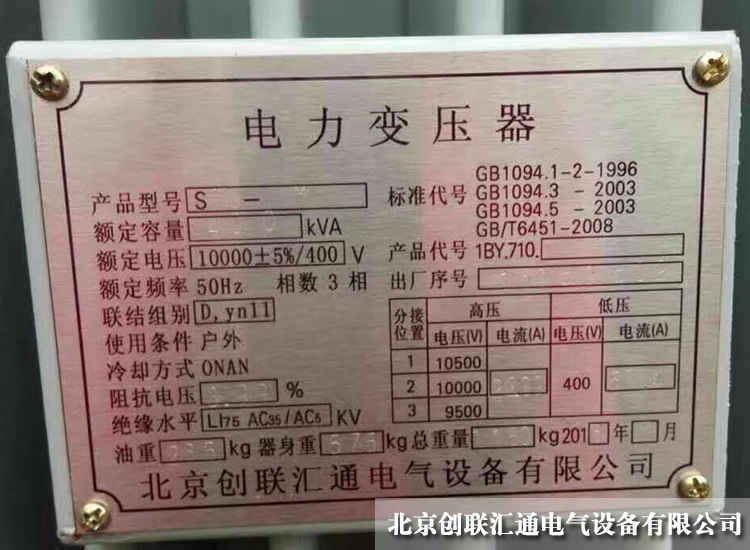 电力变压器
产品型号 S -
额定容量 kVA
额定电压 10000±5%/400 V
额定频率 50Hz 相数 3 相
联结组别 D,yn11
使用条件 户外
冷却方式 ONAN
阻抗电压 %
绝缘水平 LI75 AC35/AC5 KV
标准代号
GB1094.1-2-1996
GB1094.3 - 2003
GB1094.5 - 2003
GB/T6451-2008
产品代号 1BY.710.
出厂序号
分接位置 高压 低压
电压(V) 电流(A) 电压(V) 电流(A)
1 10500
2 10000 400
3 9500
油重 kg 器身重 kg 总重量 kg 201 年 月
北京创联汇通电气设备有限公司
北京创联汇通电气设备有限公司